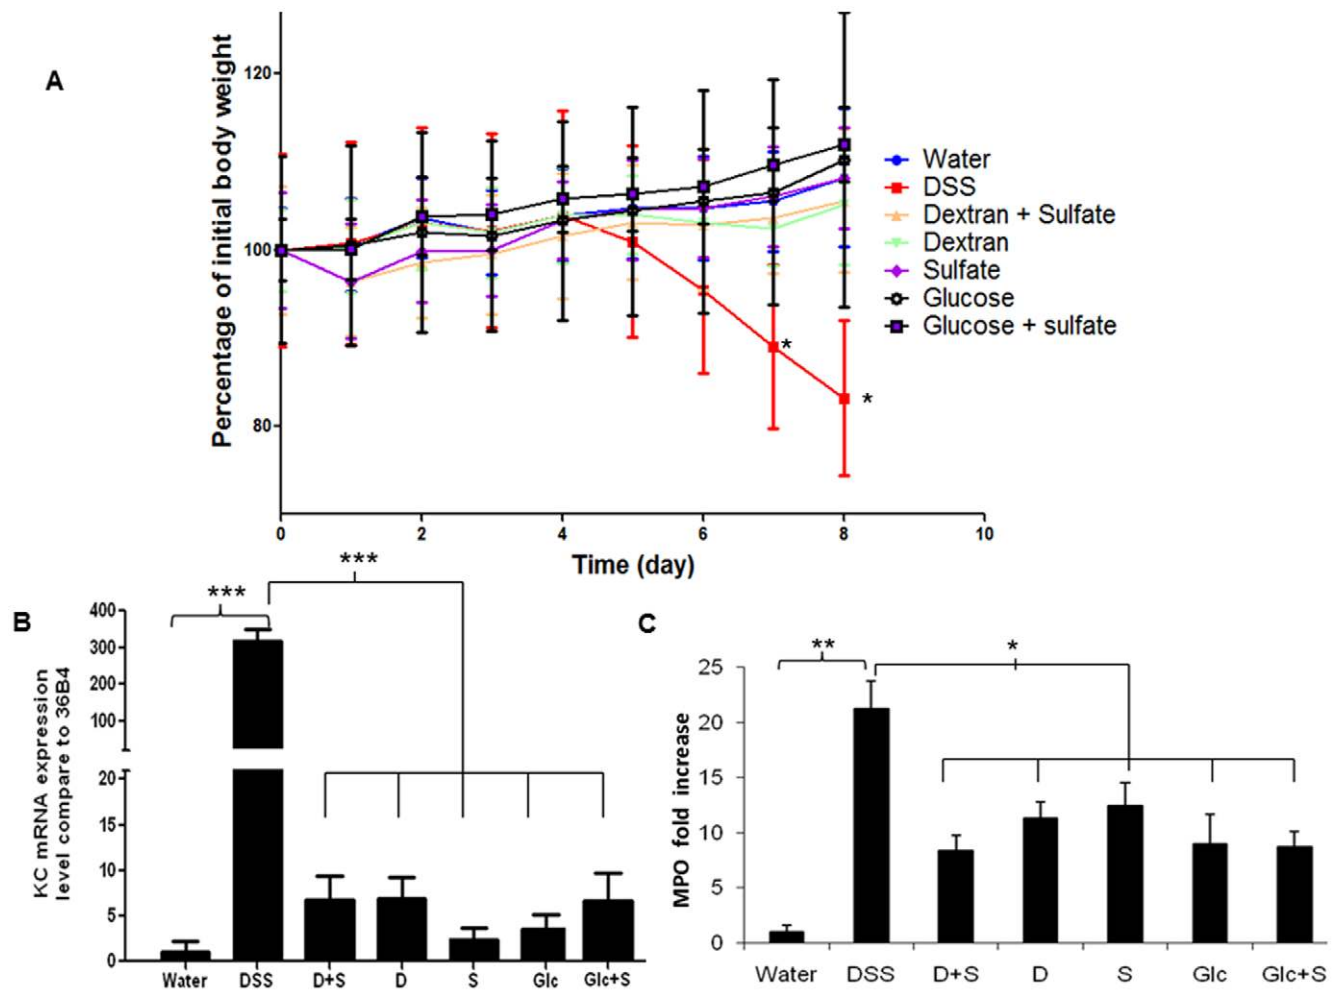 A
Percentage of initial body weight
120
100
80
0 2 4 6 8 10
Time (day)
*
*
Water
DSS
Dextran + Sulfate
Dextran
Sulfate
Glucose
Glucose + sulfate
B
KC mRNA expression
level compare to 36B4
***
***
400
300
200
100
20
15
10
5
0
Water DSS D+S D S Glc Glc+S
C
MPO fold increase
**
*
25
20
15
10
5
0
Water DSS D+S D S Glc Glc+S